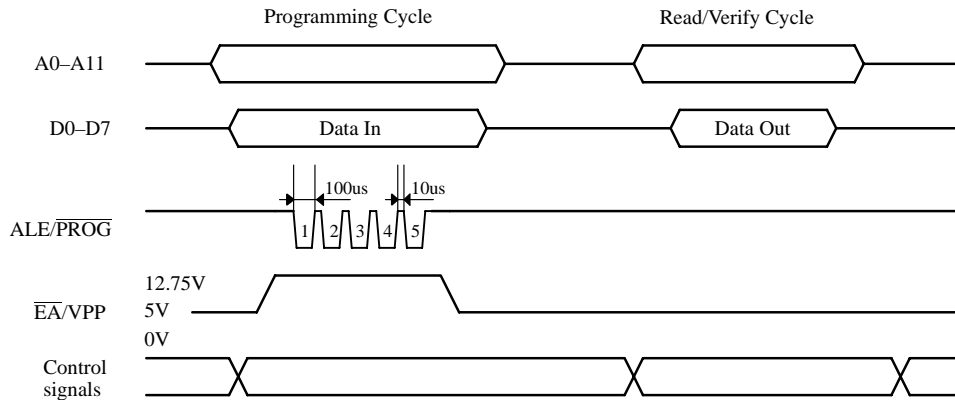 Programming Cycle Read/Verify Cycle
A0–A11
D0–D7 Data In Data Out
100us 10us
ALE/PROG 1 2 3 4 5
12.75V
EA/VPP 5V
0V
Control
signals